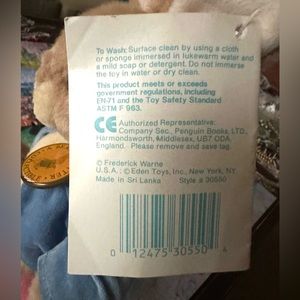 To Wash: Surface clean by using a cloth
or sponge immersed in lukewarm water and
a mild soap or detergent. Do not immerse
the toy in water or dry clean.
This product meets or exceeds
government regulations, including
EN-71 and the Toy Safety Standard
ASTM F 963.
CE Authorized Representative:
Company Sec., Penguin Books, LTD.
Harmondsworth, Middlesex, UB7 ODA,
England. Please remove and save tag.
© Frederick Warne
U.S.A.: © Eden Toys, Inc., New York, NY
Made in Sri Lanka Style # 30550
0 12475 30550 4